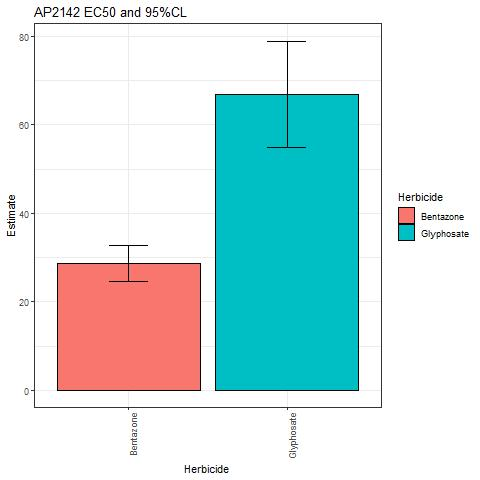 AP2142 EC50 and 95%CL
80
60
40
20
0
Estimate
Bentazone
Glyphosate
Herbicide
Herbicide
Bentazone
Glyphosate